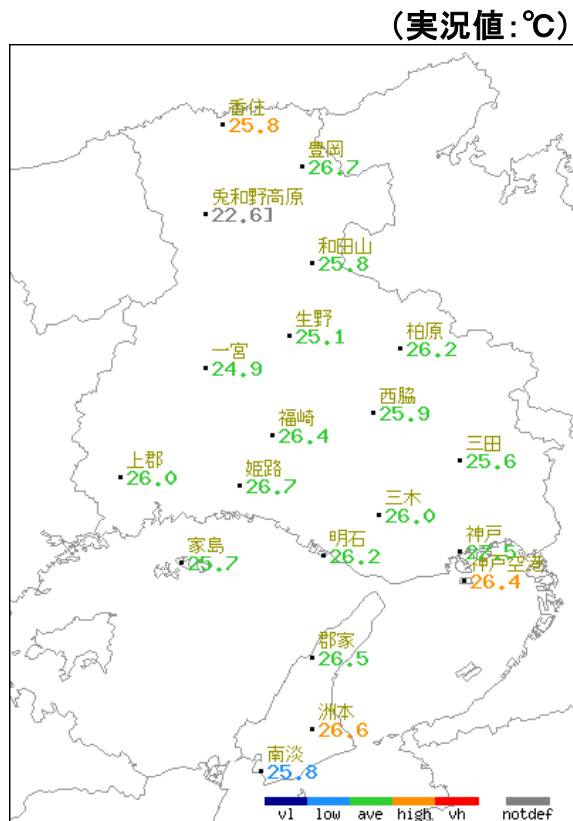 (実況値:℃)
香住
25.8
豊岡
26.7
兎和野高原
22.6]
和田山
25.8
生野
25.1
柏原
26.2
一宮
24.9
西脇
25.9
福崎
26.4
三田
25.6
上郡
26.0
姫路
26.7
三木
26.0
神戸
27.5
家島
25.7
明石
26.2
神戸空港
26.4
郡家
26.5
洲本
26.6
南淡
25.8
vl low ave high vh notdef